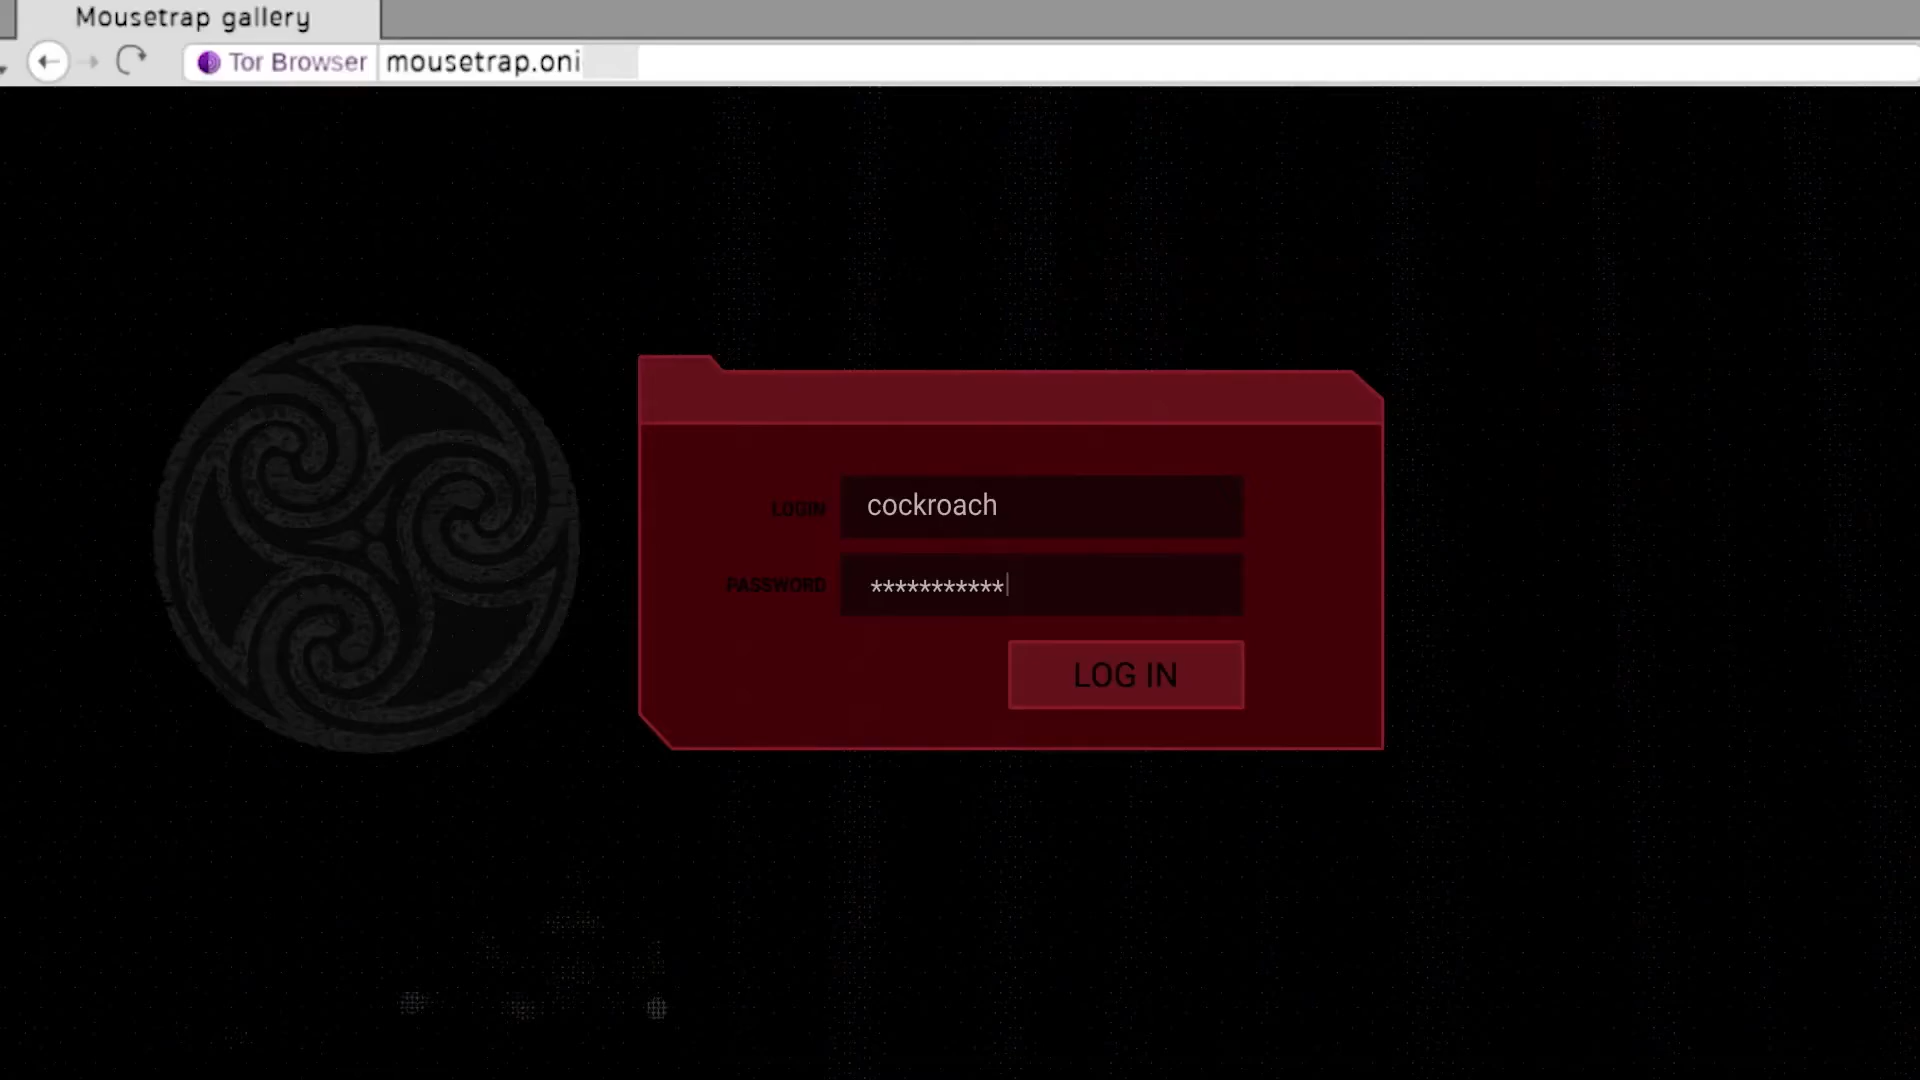 Mousetrap gallery
Tor Browser mousetrap.oni
LOGIN cockroach
PASSWORD ***********
LOG IN